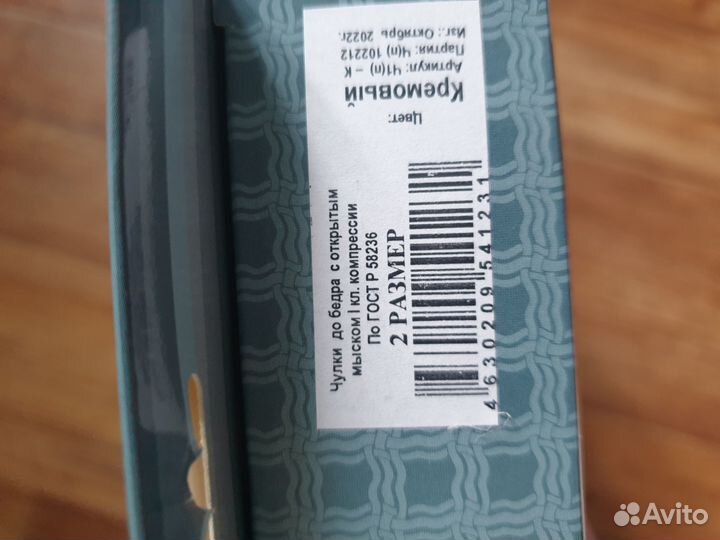 Чулки до бедра с открытым
мыском I кл. компрессии
По ГОСТ Р 58236
2 РАЗМЕР
4 630209 541231
Цвет:
Кремовый
Артикул: Ч1(п) – К
Партия: Ч(п) 102212
Изг.: Октябрь 2022г.
Avito